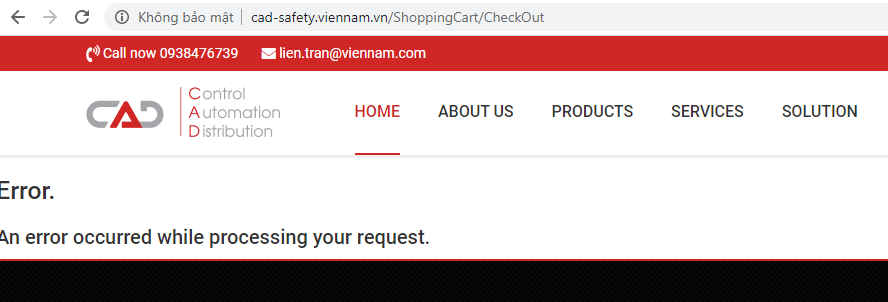 Không bảo mật | cad-safety.viennam.vn/ShoppingCart/CheckOut
Call now 0938476739 lien.tran@viennam.com
CAD
Control
Automation
Distribution
HOME ABOUT US PRODUCTS SERVICES SOLUTION
Error.
An error occurred while processing your request.